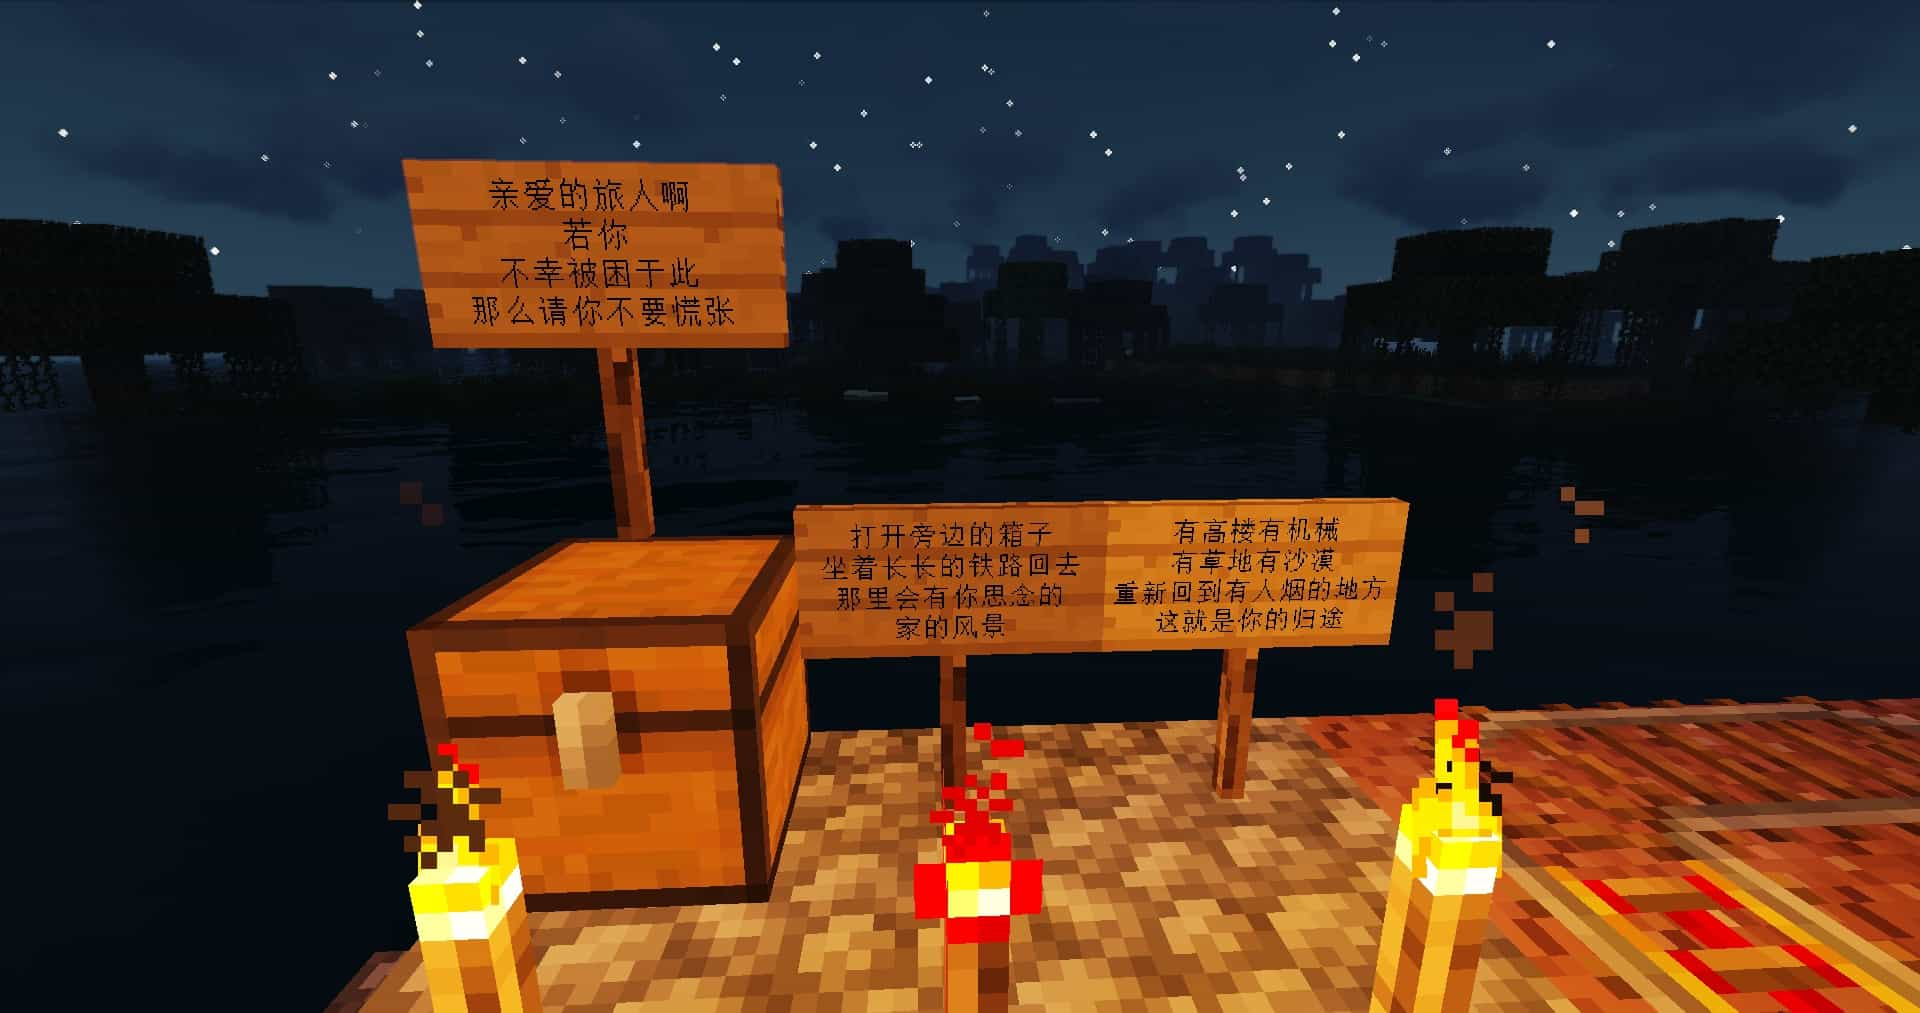 亲爱的旅人啊
若你
不幸被困于此
那么请你不要慌张
打开旁边的箱子
坐着长长的铁路回去
那里会有你思念的
家的风景
有高楼有机械
有草地有沙漠
重新回到有人烟的地方
这就是你的归途